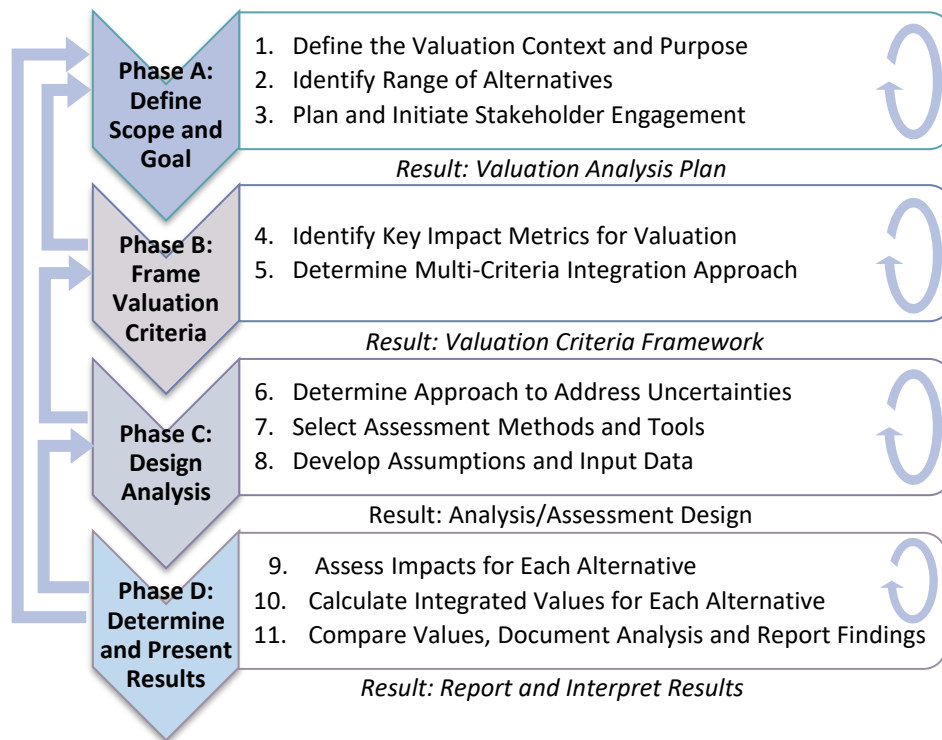 Phase A:
Define
Scope and
Goal
1. Define the Valuation Context and Purpose
2. Identify Range of Alternatives
3. Plan and Initiate Stakeholder Engagement
Result: Valuation Analysis Plan
Phase B:
Frame
Valuation
Criteria
4. Identify Key Impact Metrics for Valuation
5. Determine Multi-Criteria Integration Approach
Result: Valuation Criteria Framework
Phase C:
Design
Analysis
6. Determine Approach to Address Uncertainties
7. Select Assessment Methods and Tools
8. Develop Assumptions and Input Data
Result: Analysis/Assessment Design
Phase D:
Determine
and Present
Results
9. Assess Impacts for Each Alternative
10. Calculate Integrated Values for Each Alternative
11. Compare Values, Document Analysis and Report Findings
Result: Report and Interpret Results